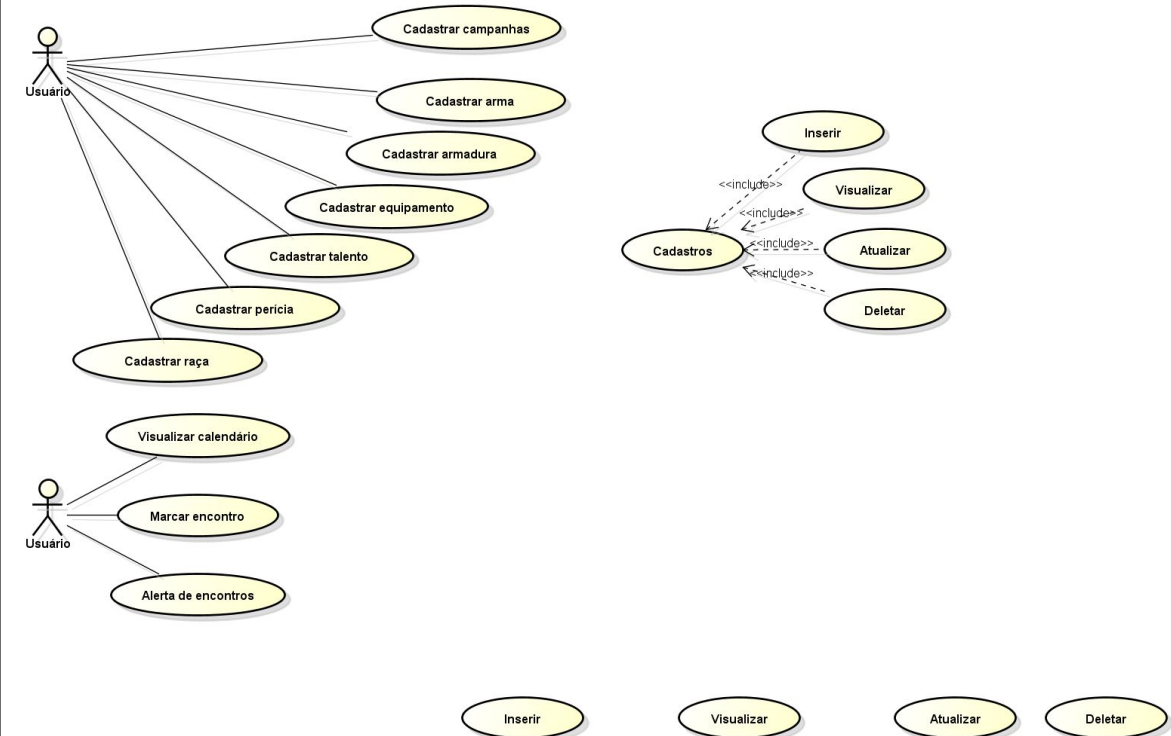 Cadastrar campanhas
Usuário
Cadastrar arma
Cadastrar armadura
Cadastrar equipamento
Cadastrar talento
Cadastrar perícia
Cadastrar raça
Inserir
<<include>>
Visualizar
<<include>>
Cadastros
<<include>>
Atualizar
<<include>>
Deletar
Visualizar calendário
Marcar encontro
Usuário
Alerta de encontros
Inserir
Visualizar
Atualizar
Deletar